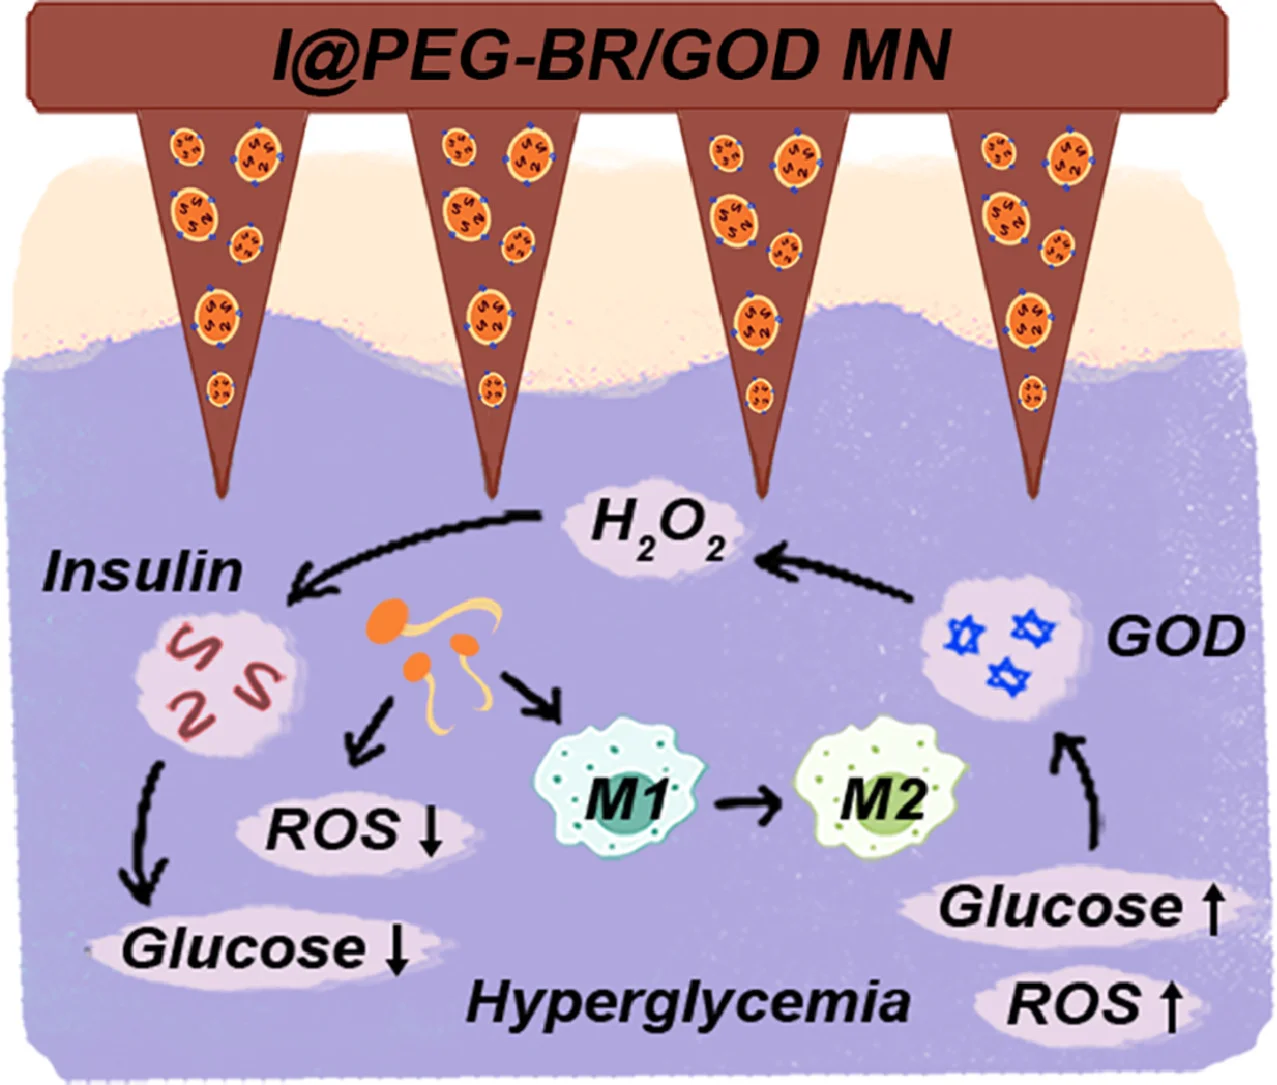 I@PEG-BR/GOD MN
H₂O₂
Insulin
GOD
ROS ↓
M1
M2
Glucose ↑
Glucose ↓
Hyperglycemia
ROS ↑